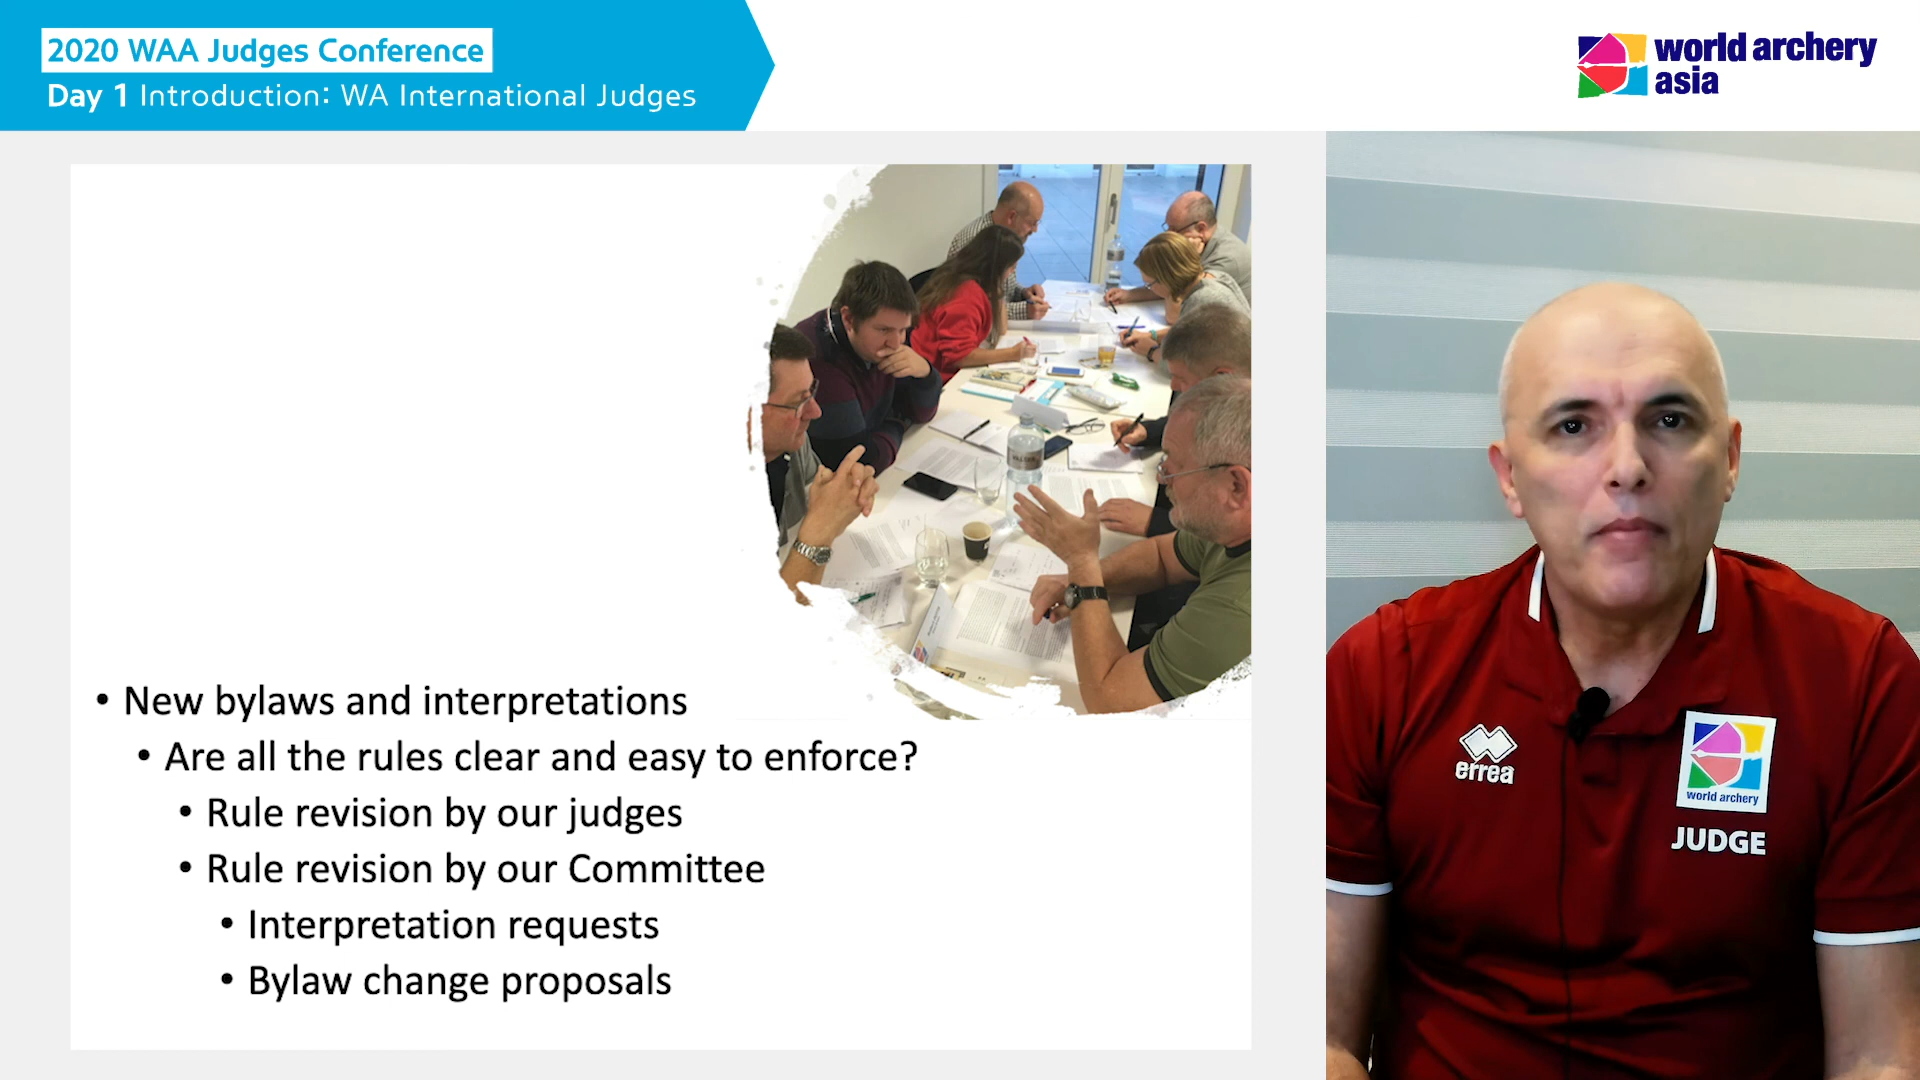 2020 WAA Judges Conference
Day 1 Introduction: WA International Judges
world archery
asia
• New bylaws and interpretations
• Are all the rules clear and easy to enforce?
• Rule revision by our judges
• Rule revision by our Committee
• Interpretation requests
• Bylaw change proposals
erreà
world archery
JUDGE